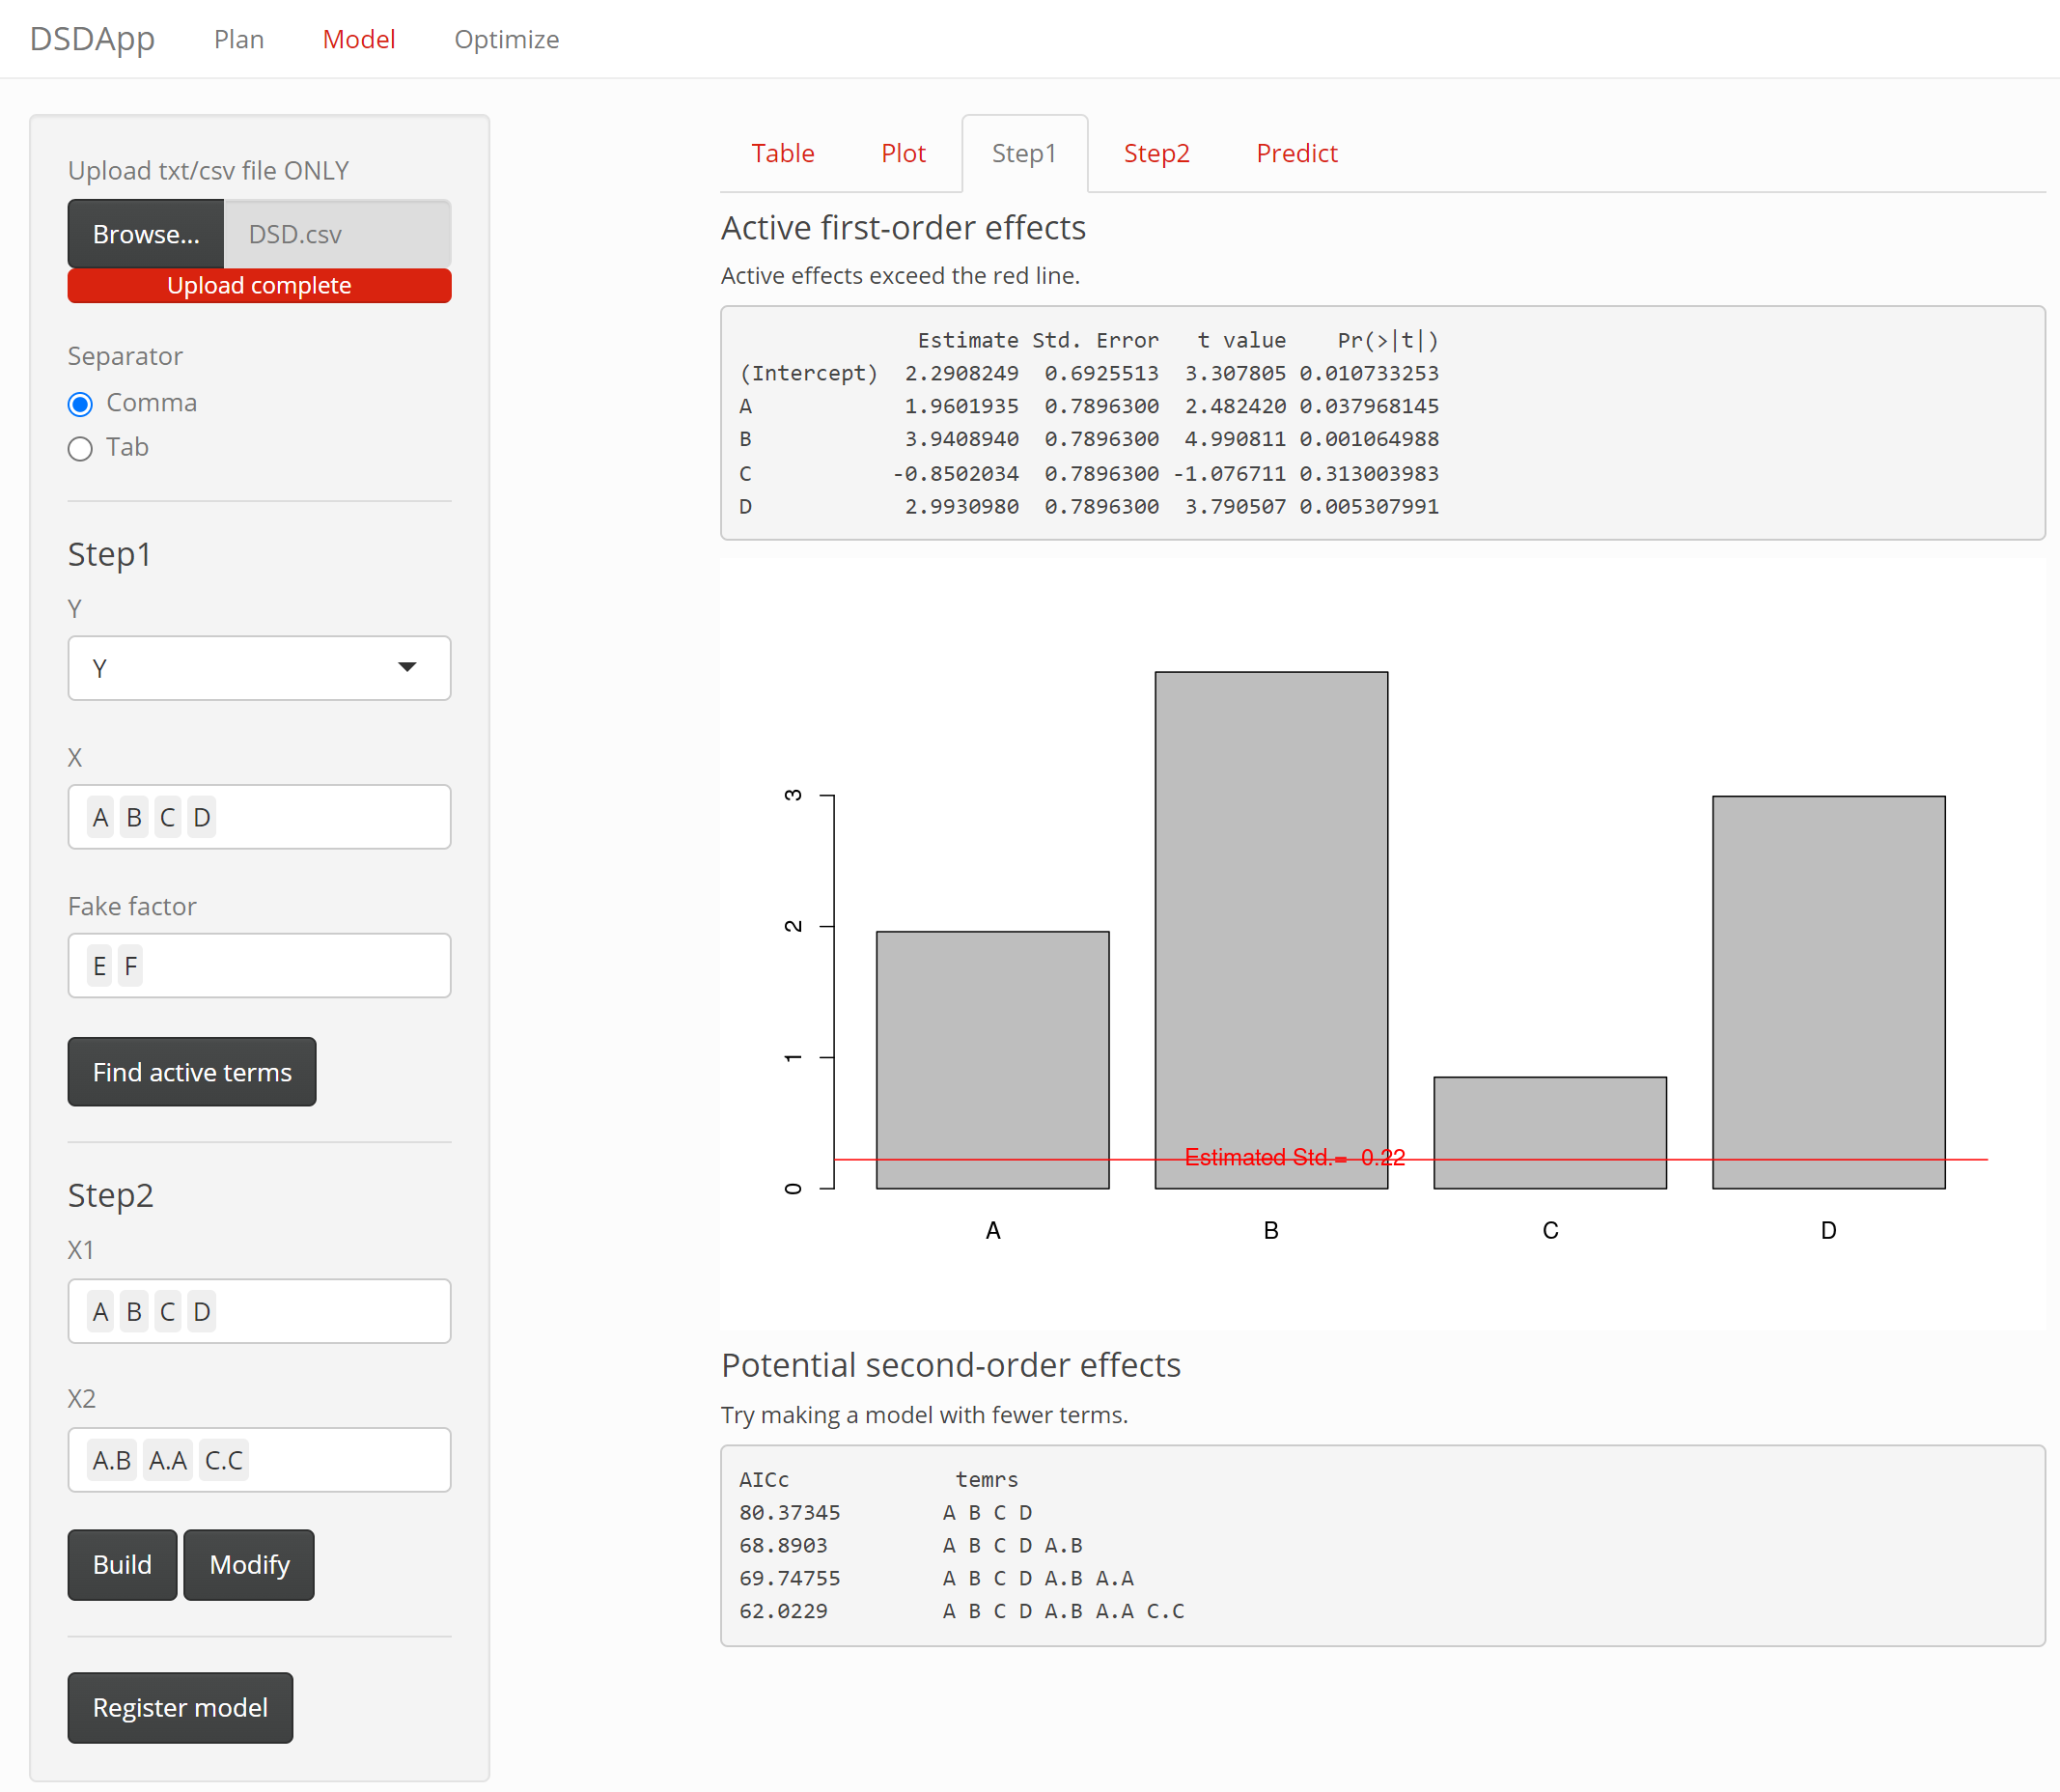 DSDApp Plan Model Optimize
Upload txt/csv file ONLY
Browse... DSD.csv
Upload complete
Separator
Comma
Tab
Step1
Y
Y
X
A B C D
Fake factor
E F
Find active terms
Step2
X1
A B C D
X2
A.B A.A C.C
Build Modify
Register model
Table Plot Step1 Step2 Predict
Active first-order effects
Active effects exceed the red line.
Estimate Std. Error t value Pr(>|t|)
(Intercept) 2.2908249 0.6925513 3.307805 0.010733253
A 1.9601935 0.7896300 2.482420 0.037968145
B 3.9408940 0.7896300 4.990811 0.001064988
C -0.8502034 0.7896300 -1.076711 0.313003983
D 2.9930980 0.7896300 3.790507 0.005307991
3
2
1
0
Estimated Std.= 0.22
A B C D
Potential second-order effects
Try making a model with fewer terms.
AICc temrs
80.37345 A B C D
68.8903 A B C D A.B
69.74755 A B C D A.B A.A
62.0229 A B C D A.B A.A C.C